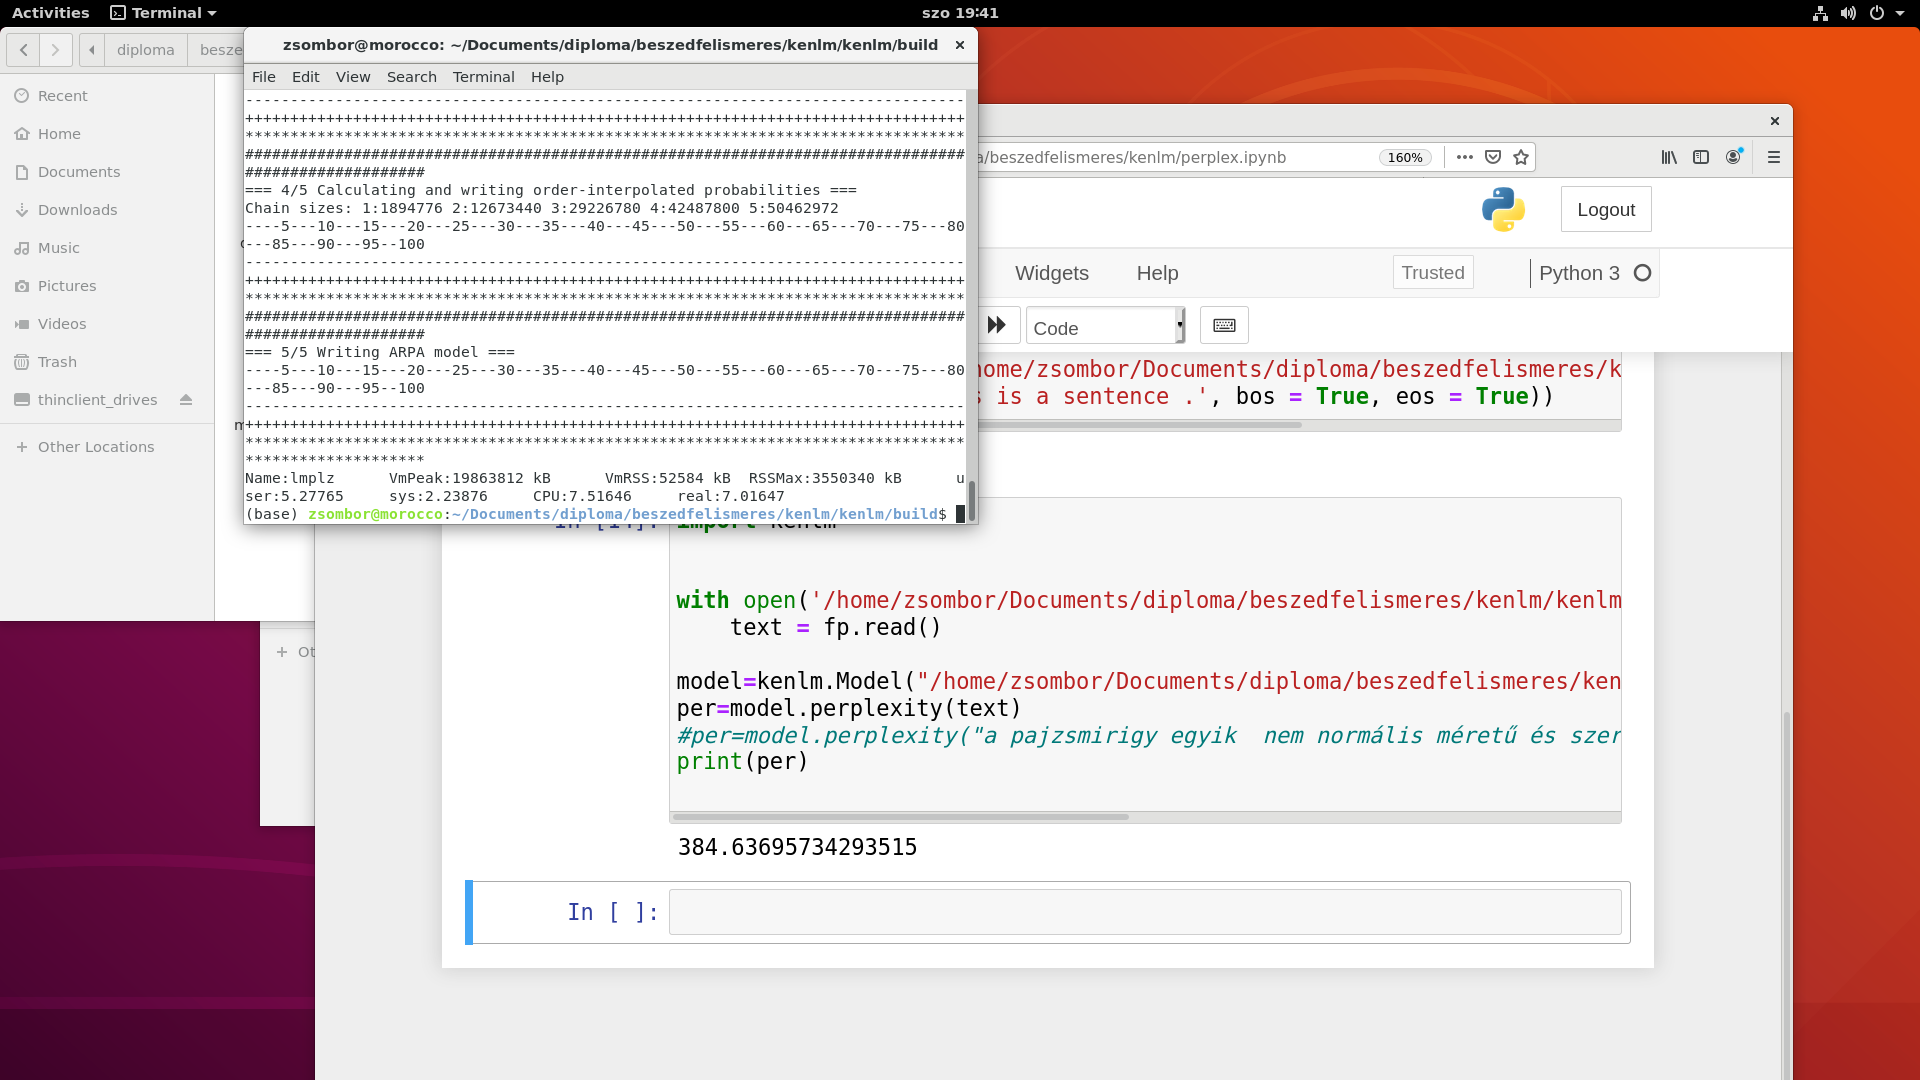 Activities
Terminal
szo 19:41
diploma
besze
Recent
Home
Documents
Downloads
Music
Pictures
Videos
Trash
thinclient_drives
Other Locations
zsombor@morocco: ~/Documents/diploma/beszedfelismeres/kenlm/kenlm/build
File Edit View Search Terminal Help
--------------------------------------------------------------------------------
++++++++++++++++++++++++++++++++++++++++++++++++++++++++++++++++++++++++++++++++
********************************************************************************
################################################################################
####################
=== 4/5 Calculating and writing order-interpolated probabilities ===
Chain sizes: 1:1894776 2:12673440 3:29226780 4:42487800 5:50462972
----5---10---15---20---25---30---35---40---45---50---55---60---65---70---75---80
---85---90---95--100
--------------------------------------------------------------------------------
++++++++++++++++++++++++++++++++++++++++++++++++++++++++++++++++++++++++++++++++
********************************************************************************
################################################################################
####################
=== 5/5 Writing ARPA model ===
----5---10---15---20---25---30---35---40---45---50---55---60---65---70---75---80
---85---90---95--100
--------------------------------------------------------------------------------
++++++++++++++++++++++++++++++++++++++++++++++++++++++++++++++++++++++++++++++++
********************************************************************************
********************
Name:lmplz VmPeak:19863812 kB VmRSS:52584 kB RSSMax:3550340 kB u
ser:5.27765 sys:2.23876 CPU:7.51646 real:7.01647
(base) zsombor@morocco:~/Documents/diploma/beszedfelismeres/kenlm/kenlm/build$
+ Ot
a/beszedfelismeres/kenlm/perplex.ipynb
160%
Logout
Widgets Help
Trusted
Python 3
Code
home/zsombor/Documents/diploma/beszedfelismeres/k
s is a sentence .', bos = True, eos = True))
import kenlm
with open('/home/zsombor/Documents/diploma/beszedfelismeres/kenlm/kenlm
text = fp.read()
model=kenlm.Model("/home/zsombor/Documents/diploma/beszedfelismeres/ken
per=model.perplexity(text)
#per=model.perplexity("a pajzsmirigy egyik  nem normális méretű és szer
print(per)
384.63695734293515
In [ ]: